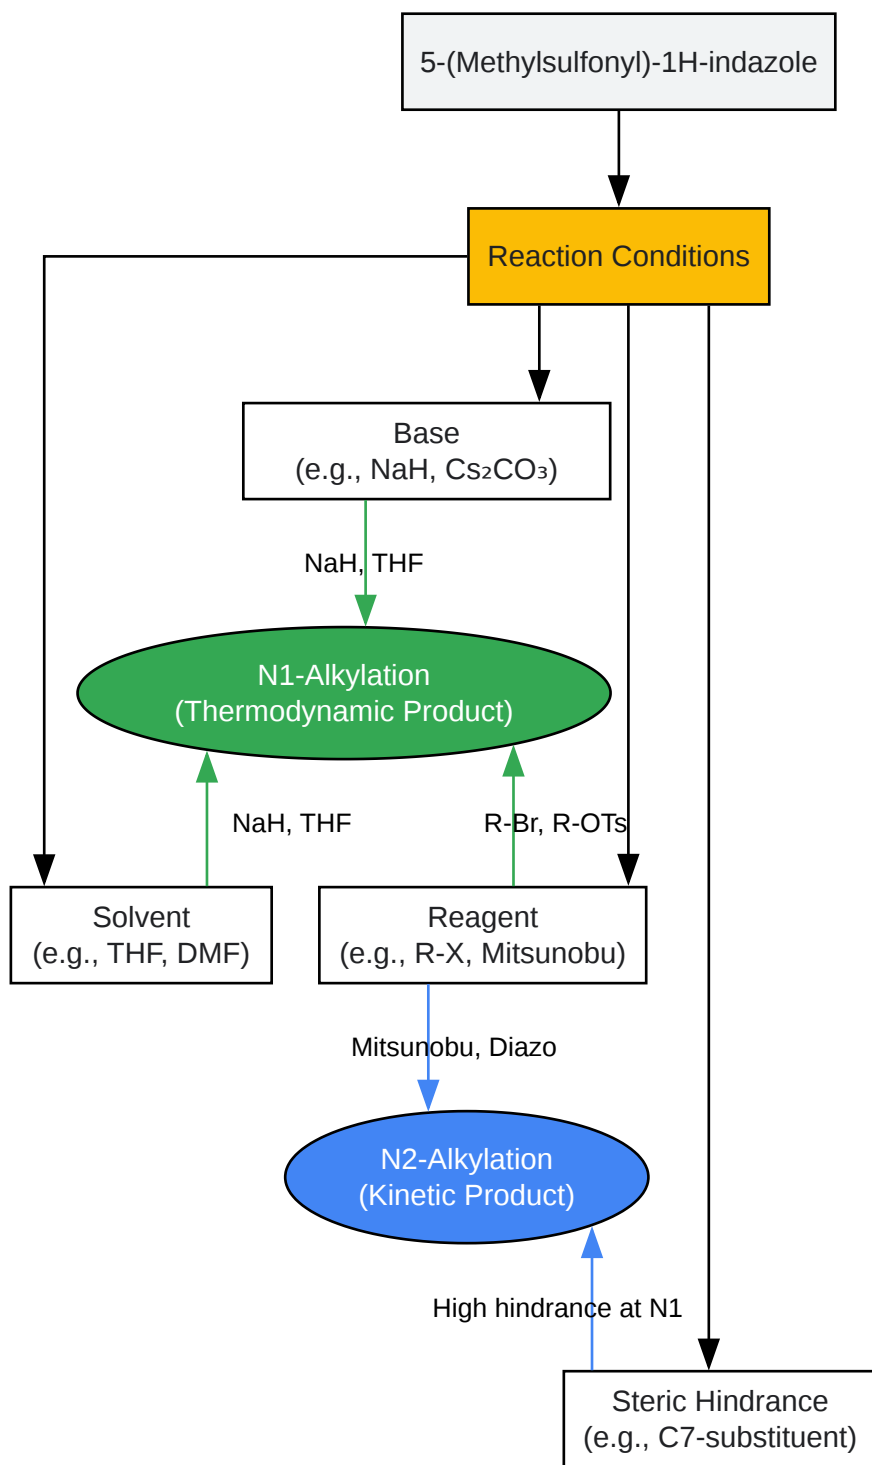 5-(Methylsulfonyl)-1H-indazole
Reaction Conditions
Base
(e.g., NaH, Cs₂CO₃)
NaH, THF
N1-Alkylation
(Thermodynamic Product)
NaH, THF
R-Br, R-OTs
Solvent
(e.g., THF, DMF)
Reagent
(e.g., R-X, Mitsunobu)
Mitsunobu, Diazo
N2-Alkylation
(Kinetic Product)
High hindrance at N1
Steric Hindrance
(e.g., C7-substituent)